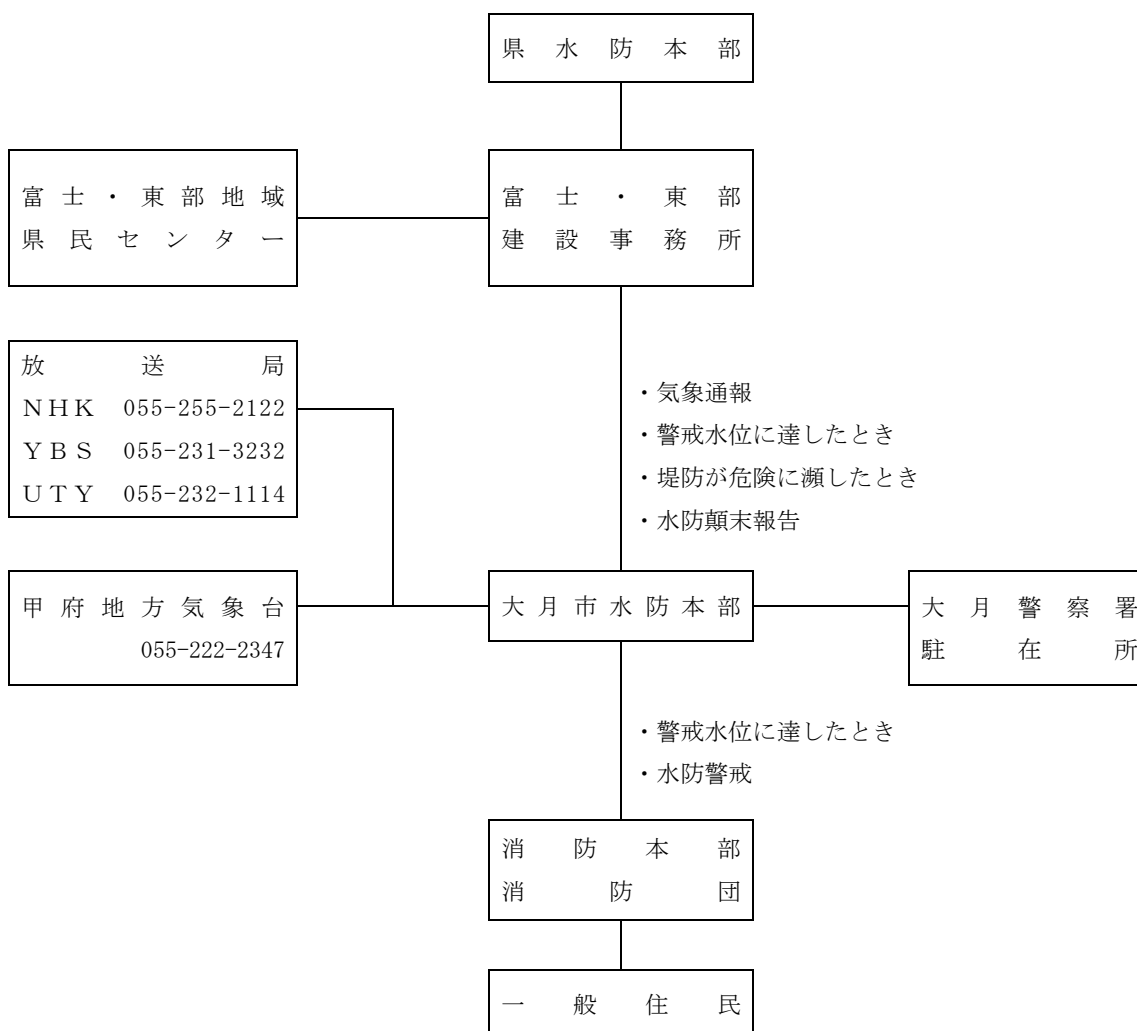 県水防本部
富士・東部地域
県民センター
富士・東部
建設事務所
放送局
NHK 055-255-2122
YBS 055-231-3232
UTY 055-232-1114
・気象通報
・警戒水位に達したとき
・堤防が危険に瀕したとき
・水防顛末報告
甲府地方気象台
055-222-2347
大月市水防本部
大月警察署
駐在所
・警戒水位に達したとき
・水防警戒
消防本部
消防団
一般住民